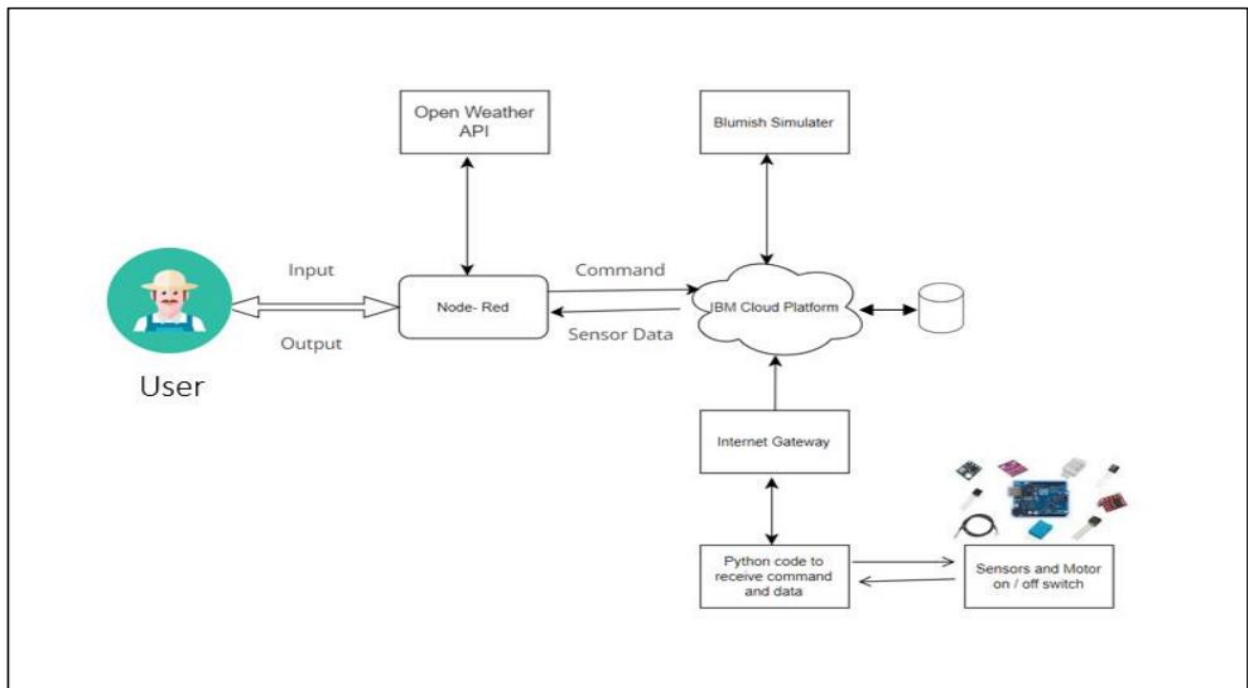 Open Weather
API
Blumish Simulater
Input
Command
Node- Red
IBM Cloud Platform
Output
Sensor Data
User
Internet Gateway
Python code to
receive command
and data
Sensors and Motor
on / off switch